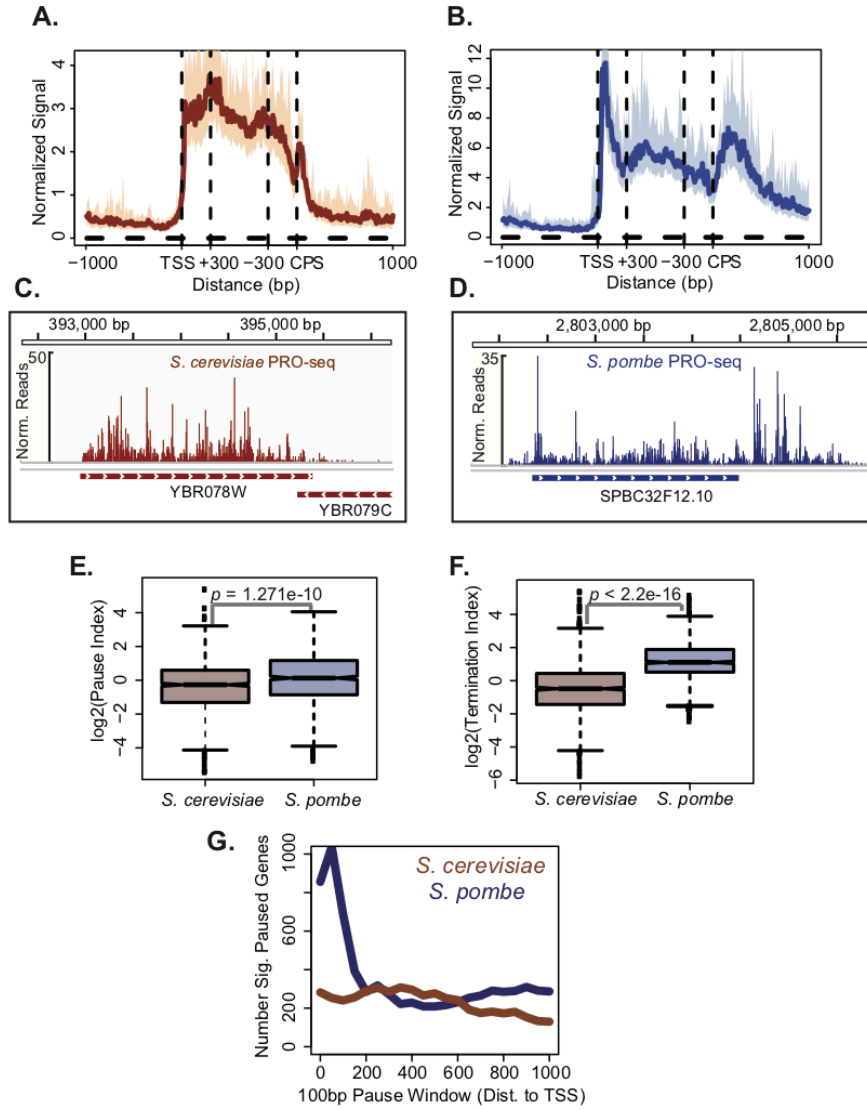 A.
B.
Normalized Signal
4
3
2
1
0
−1000 TSS +300 −300 CPS 1000
Distance (bp)
Normalized Signal
12
10
8
6
4
2
0
−1000 TSS +300 −300 CPS 1000
Distance (bp)
C.
393,000 bp 395,000 bp
50
S. cerevisiae PRO-seq
Norm. Reads
YBR078W
YBR079C
D.
2,803,000 bp 2,805,000 bp
35
S. pombe PRO-seq
Norm. Reads
SPBC32F12.10
E.
p = 1.271e-10
log2(Pause Index)
4
2
0
−2
−4
S. cerevisiae S. pombe
F.
p < 2.2e-16
log2(Termination Index)
4
2
0
−2
−4
−6
S. cerevisiae S. pombe
G.
S. cerevisiae
S. pombe
Number Sig. Paused Genes
1000
600
200
0
0 200 400 600 800 1000
100bp Pause Window (Dist. to TSS)